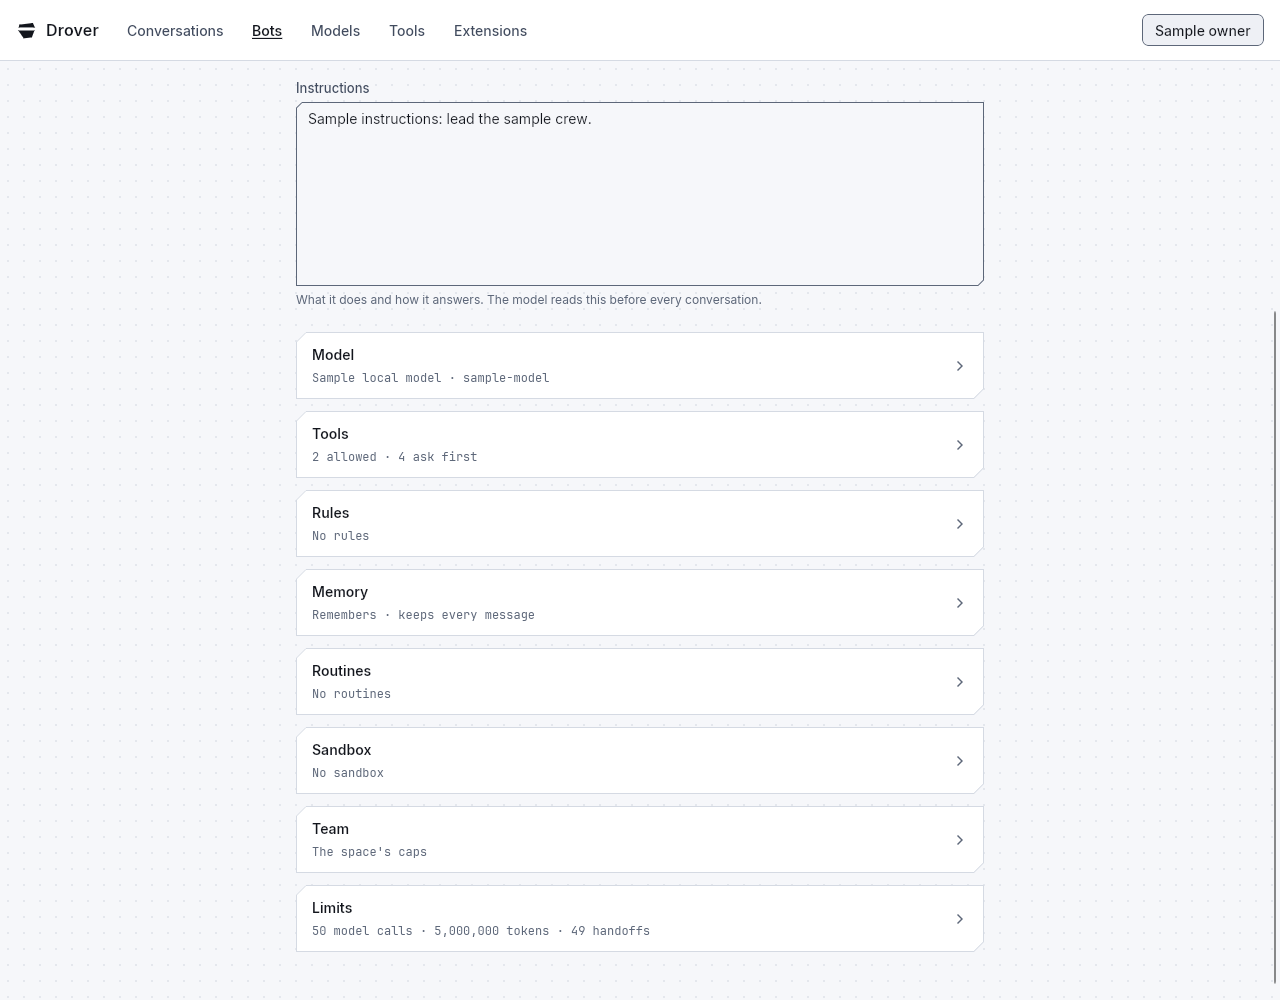 Drover
Conversations
Bots
Models
Tools
Extensions
Sample owner
Instructions
Sample instructions: lead the sample crew.
What it does and how it answers. The model reads this before every conversation.
Model
Sample local model · sample-model
Tools
2 allowed · 4 ask first
Rules
No rules
Memory
Remembers · keeps every message
Routines
No routines
Sandbox
No sandbox
Team
The space's caps
Limits
50 model calls · 5,000,000 tokens · 49 handoffs